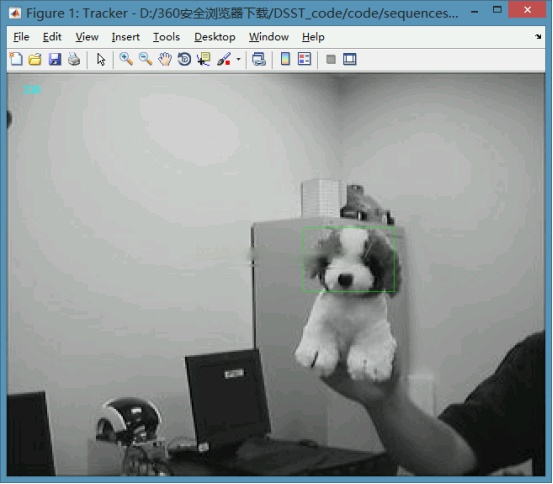 Figure 1: Tracker - D:/360安全浏览器下载/DSST_code/code/sequences...
File Edit View Insert Tools Desktop Window Help